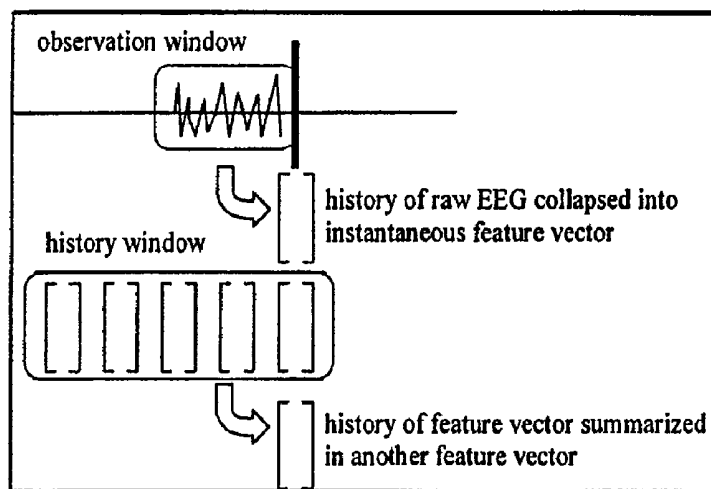 observation window
history of raw EEG collapsed into
instantaneous feature vector
history window
history of feature vector summarized
in another feature vector